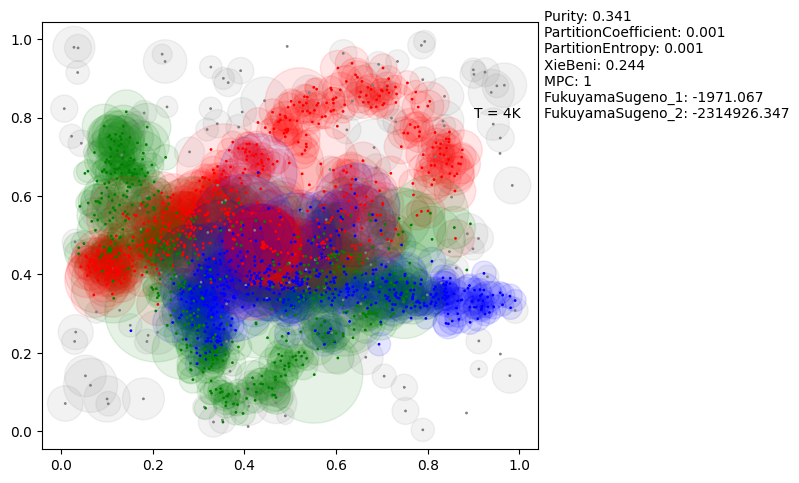 Purity: 0.341
PartitionCoefficient: 0.001
PartitionEntropy: 0.001
XieBeni: 0.244
MPC: 1
FukuyamaSugeno_1: -1971.067
FukuyamaSugeno_2: -2314926.347
T = 4K
1.0
0.8
0.6
0.4
0.2
0.0
0.0 0.2 0.4 0.6 0.8 1.0